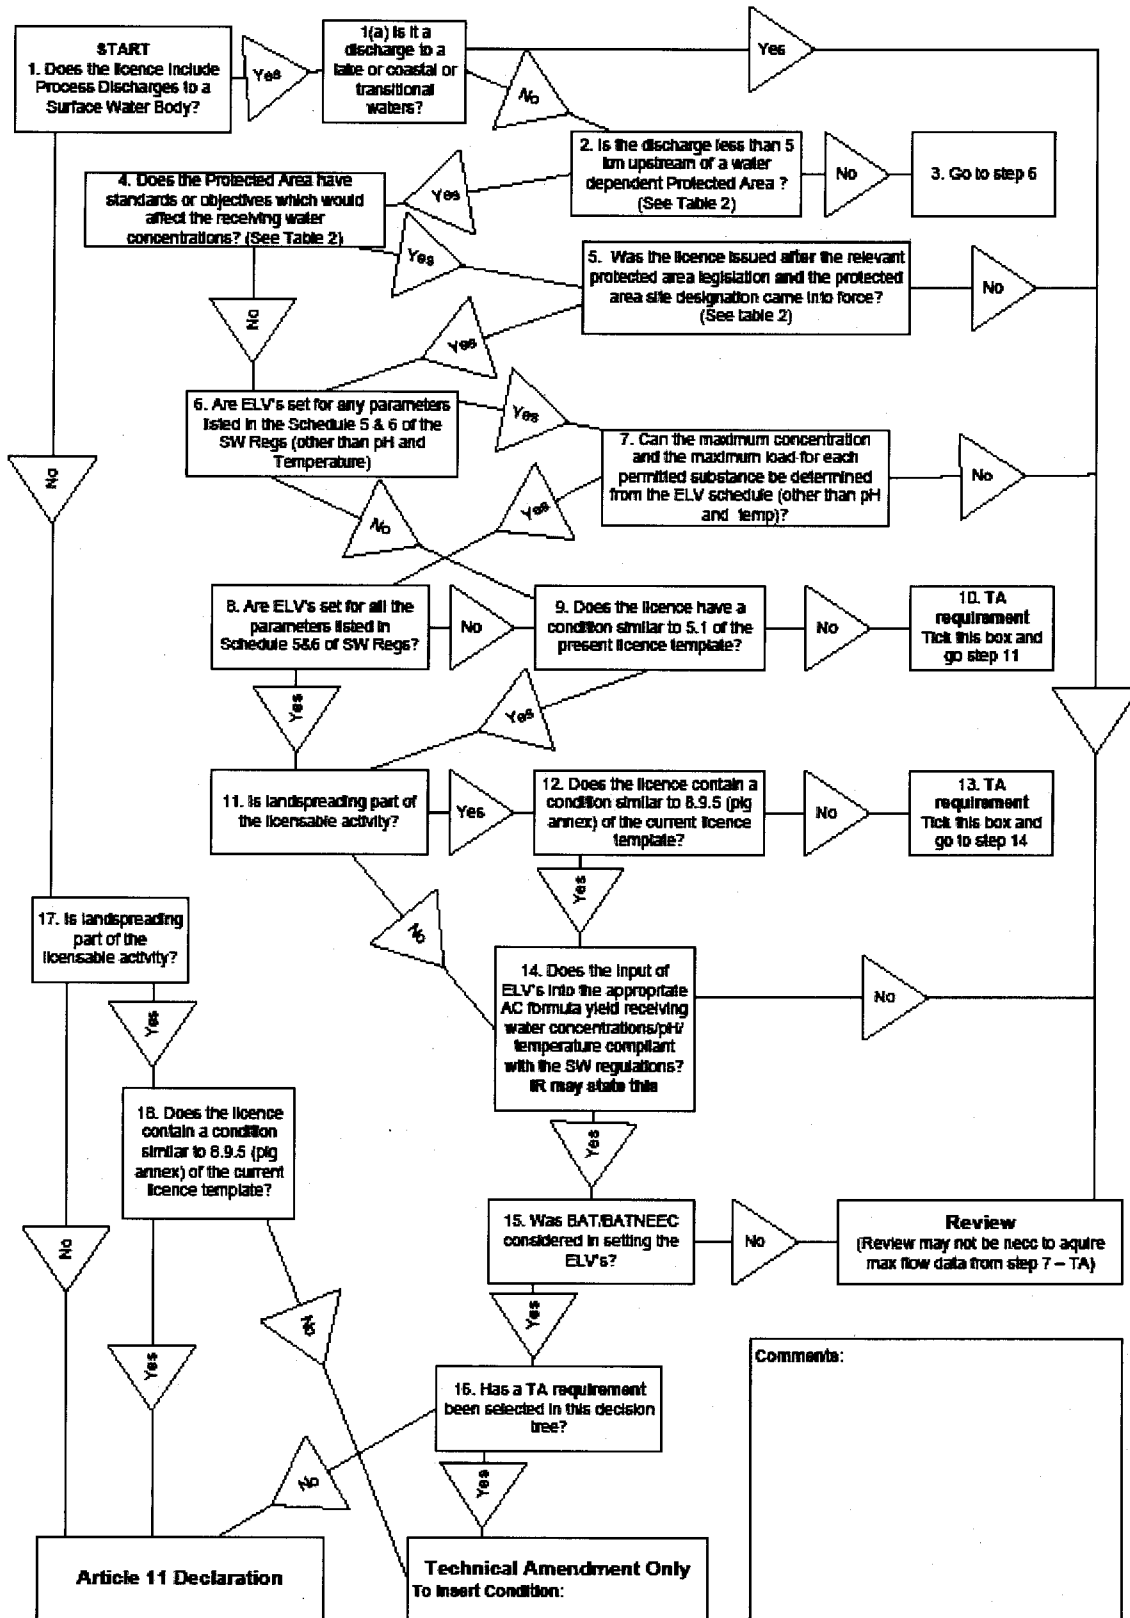 START
1. Does the licence include
Process Discharges to a
Surface Water Body?
Yes
1(a) Is it a
discharge to a
lake or coastal or
transitional
waters?
Yes
No
2. Is the discharge less than 5
km upstream of a water
dependent Protected Area ?
(See Table 2)
No
3. Go to step 6
Yes
4. Does the Protected Area have
standards or objectives which would
affect the receiving water
concentrations? (See Table 2)
Yes
5. Was the licence issued after the relevant
protected area legislation and the protected
area site designation came into force?
(See table 2)
No
No
Yes
6. Are ELV's set for any parameters
listed in the Schedule 5 & 6 of the
SW Regs (other than pH and
Temperature)
Yes
7. Can the maximum concentration
and the maximum load for each
permitted substance be determined
from the ELV schedule (other than pH
and temp)?
No
No
Yes
No
8. Are ELV's set for all the
parameters listed in
Schedule 5&6 of SW Regs?
No
9. Does the licence have a
condition similar to 5.1 of the
present licence template?
No
10. TA
requirement
Tick this box and
go step 11
Yes
Yes
11. Is landspreading part of
the licensable activity?
Yes
12. Does the licence contain a
condition similar to 8.9.5 (pig
annex) of the current licence
template?
No
13. TA
requirement
Tick this box and
go to step 14
No
Yes
17. Is landspreading
part of the
licensable activity?
14. Does the input of
ELV's into the appropritate
AC formula yield receiving
water concentrations/pH/
temperature compliant
with the SW regulations?
IR may state this
No
Yes
18. Does the licence
contain a condition
similar to 8.9.5 (pig
annex) of the current
licence template?
Yes
15. Was BAT/BATNEEC
considered in setting the
ELV's?
No
Review
(Review may not be necc to aquire
max flow data from step 7 – TA)
No
No
Yes
Yes
16. Has a TA requirement
been selected in this decision
tree?
No
Yes
Comments:
Article 11 Declaration
Technical Amendment Only
To Insert Condition: